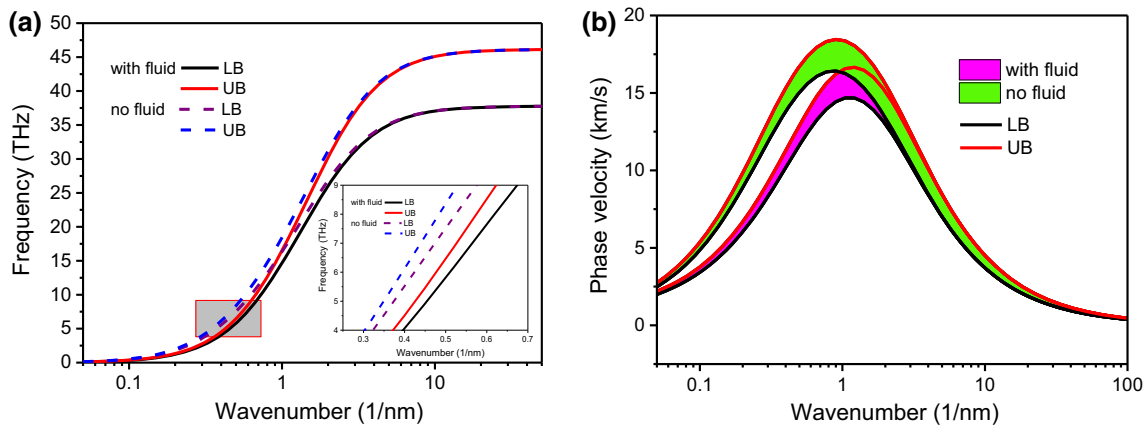 (a)
50
45
40
35
30
25
20
15
10
5
0
Frequency (THz)
with fluid LB
UB
no fluid LB
UB
0.1 1 10
Wavenumber (1/nm)
9
8
7
6
5
4
Frequency (THz)
with fluid LB
UB
no fluid LB
UB
0.3 0.4 0.5 0.6 0.7
Wavenumber (1/nm)
(b)
20
15
10
5
0
Phase velocity (km/s)
with fluid
no fluid
LB
UB
0.1 1 10 100
Wavenumber (1/nm)